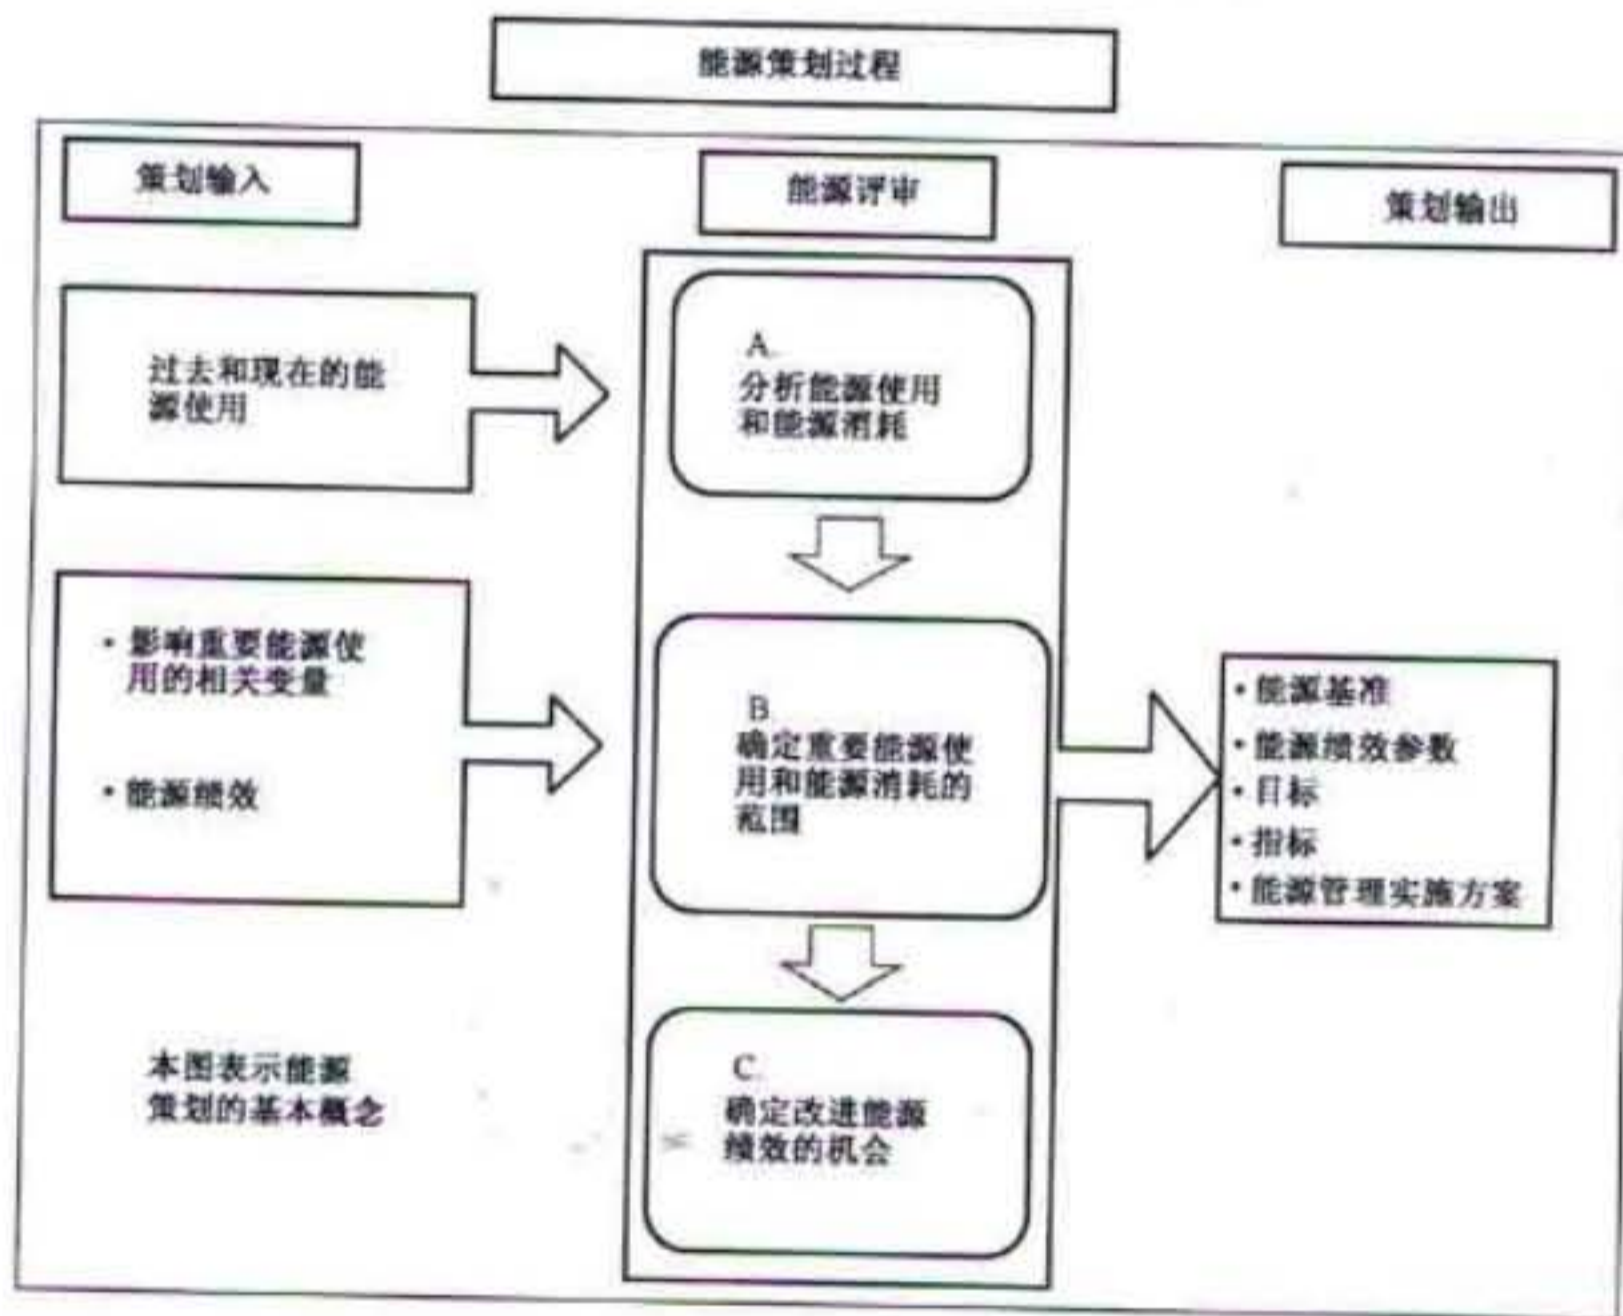 能源策划过程
策划输入
能源评审
策划输出
过去和现在的能
源使用
A.
分析能源使用
和能源消耗
• 影响重要能源使
用的相关变量
• 能源绩效
B
确定重要能源使
用和能源消耗的
范围
• 能源基准
• 能源绩效参数
• 目标
• 指标
• 能源管理实施方案
本图表示能源
策划的基本概念
C.
确定改进能源
绩效的机会